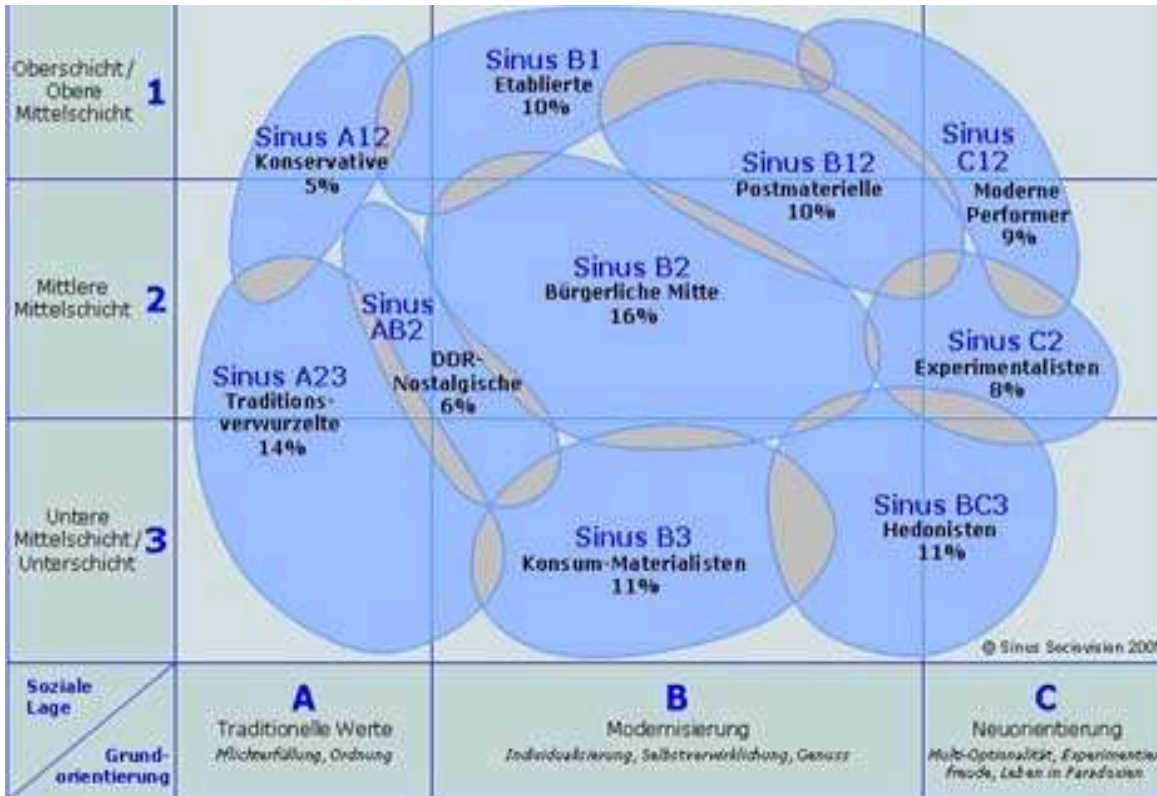 Oberschicht /
Obere
Mittelschicht
1
Sinus B1
Etablierte
10%
Sinus A12
Konservative
5%
Sinus B12
Postmaterielle
10%
Sinus
C12
Moderne
Performer
9%
Mittlere
Mittelschicht
2
Sinus B2
Bürgerliche Mitte
16%
Sinus
AB2
DDR-
Nostalgische
6%
Sinus A23
Traditions-
verwurzelte
14%
Sinus C2
Experimentalisten
8%
Untere
Mittelschicht /
Unterschicht
3
Sinus B3
Konsum-Materialisten
11%
Sinus BC3
Hedonisten
11%
© Sinus Sociovision
Soziale
Lage
Grund-
orientierung
A
Traditionelle Werte
Pflichterfüllung, Ordnung
B
Modernisierung
Individualisierung, Selbstverwirklichung, Genuss
C
Neuorientierung
Multi-Optionalität, Experimentier
freude, Leben in Paradoxien